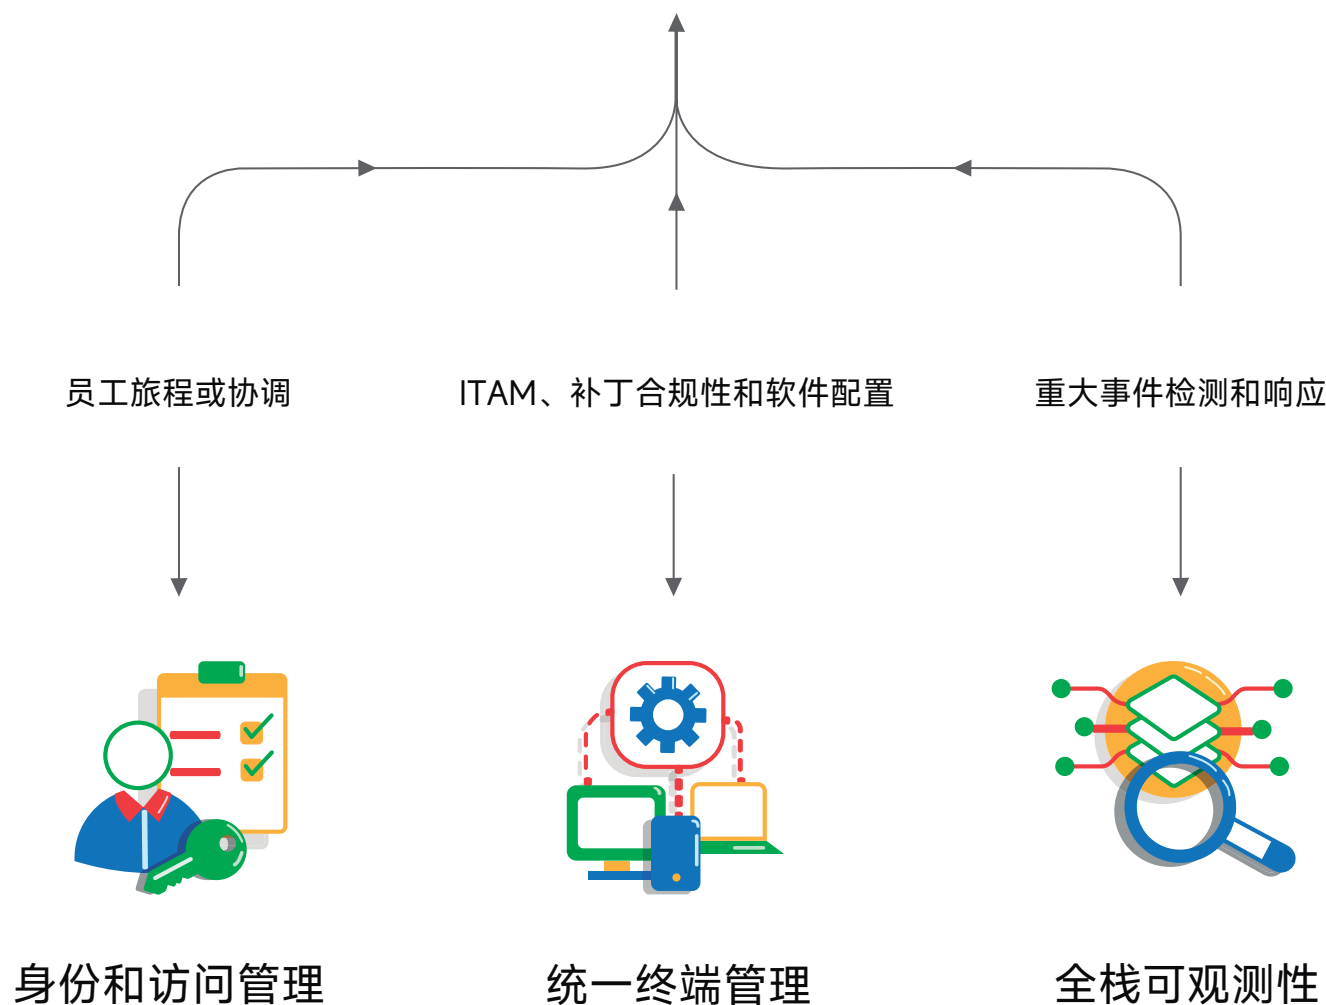 员工旅程或协调
ITAM、补丁合规性和软件配置
重大事件检测和响应
身份和访问管理
统一终端管理
全栈可观测性